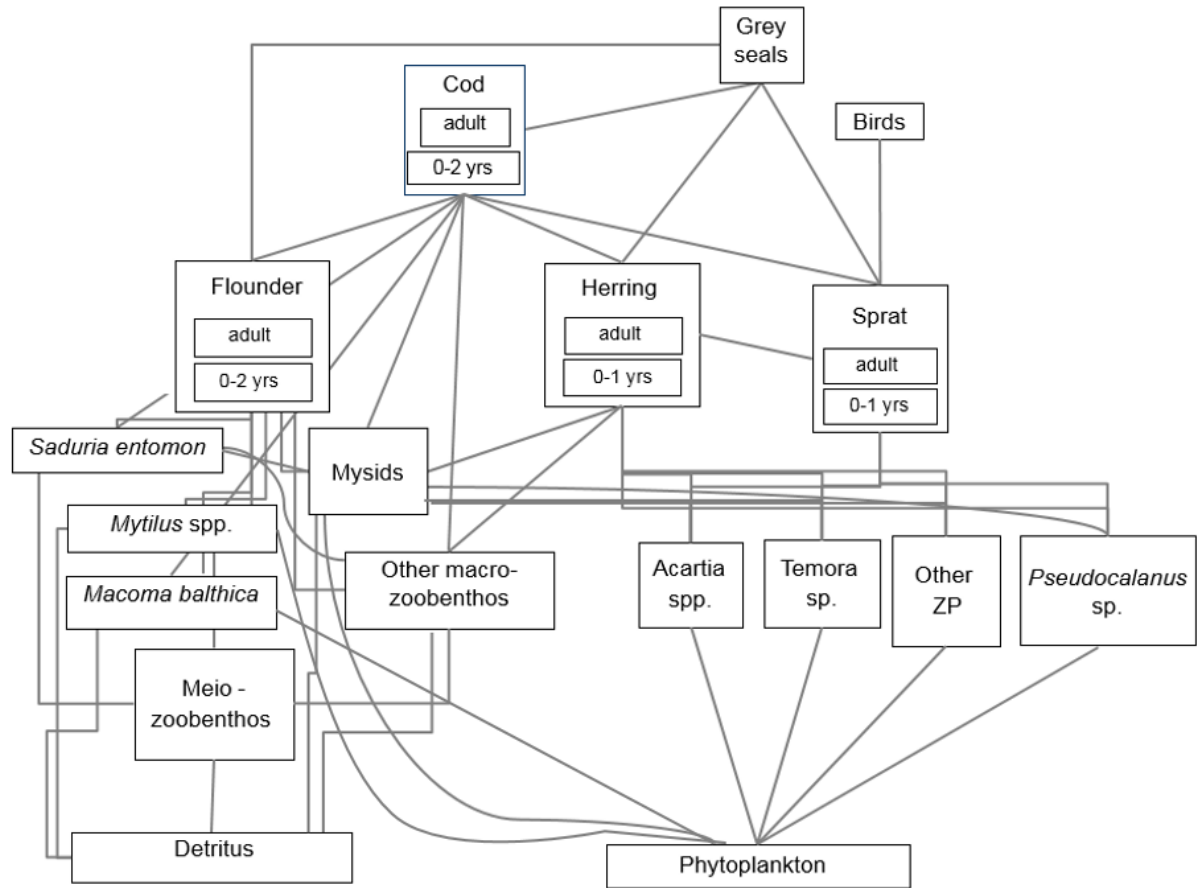 Grey
seals
Cod
adult
0-2 yrs
Birds
Flounder
adult
0-2 yrs
Herring
adult
0-1 yrs
Sprat
adult
0-1 yrs
Saduria entomon
Mysids
Mytilus spp.
Macoma balthica
Other macro-
zoobenthos
Acartia
spp.
Temora
sp.
Other
ZP
Pseudocalanus
sp.
Meio -
zoobenthos
Detritus
Phytoplankton